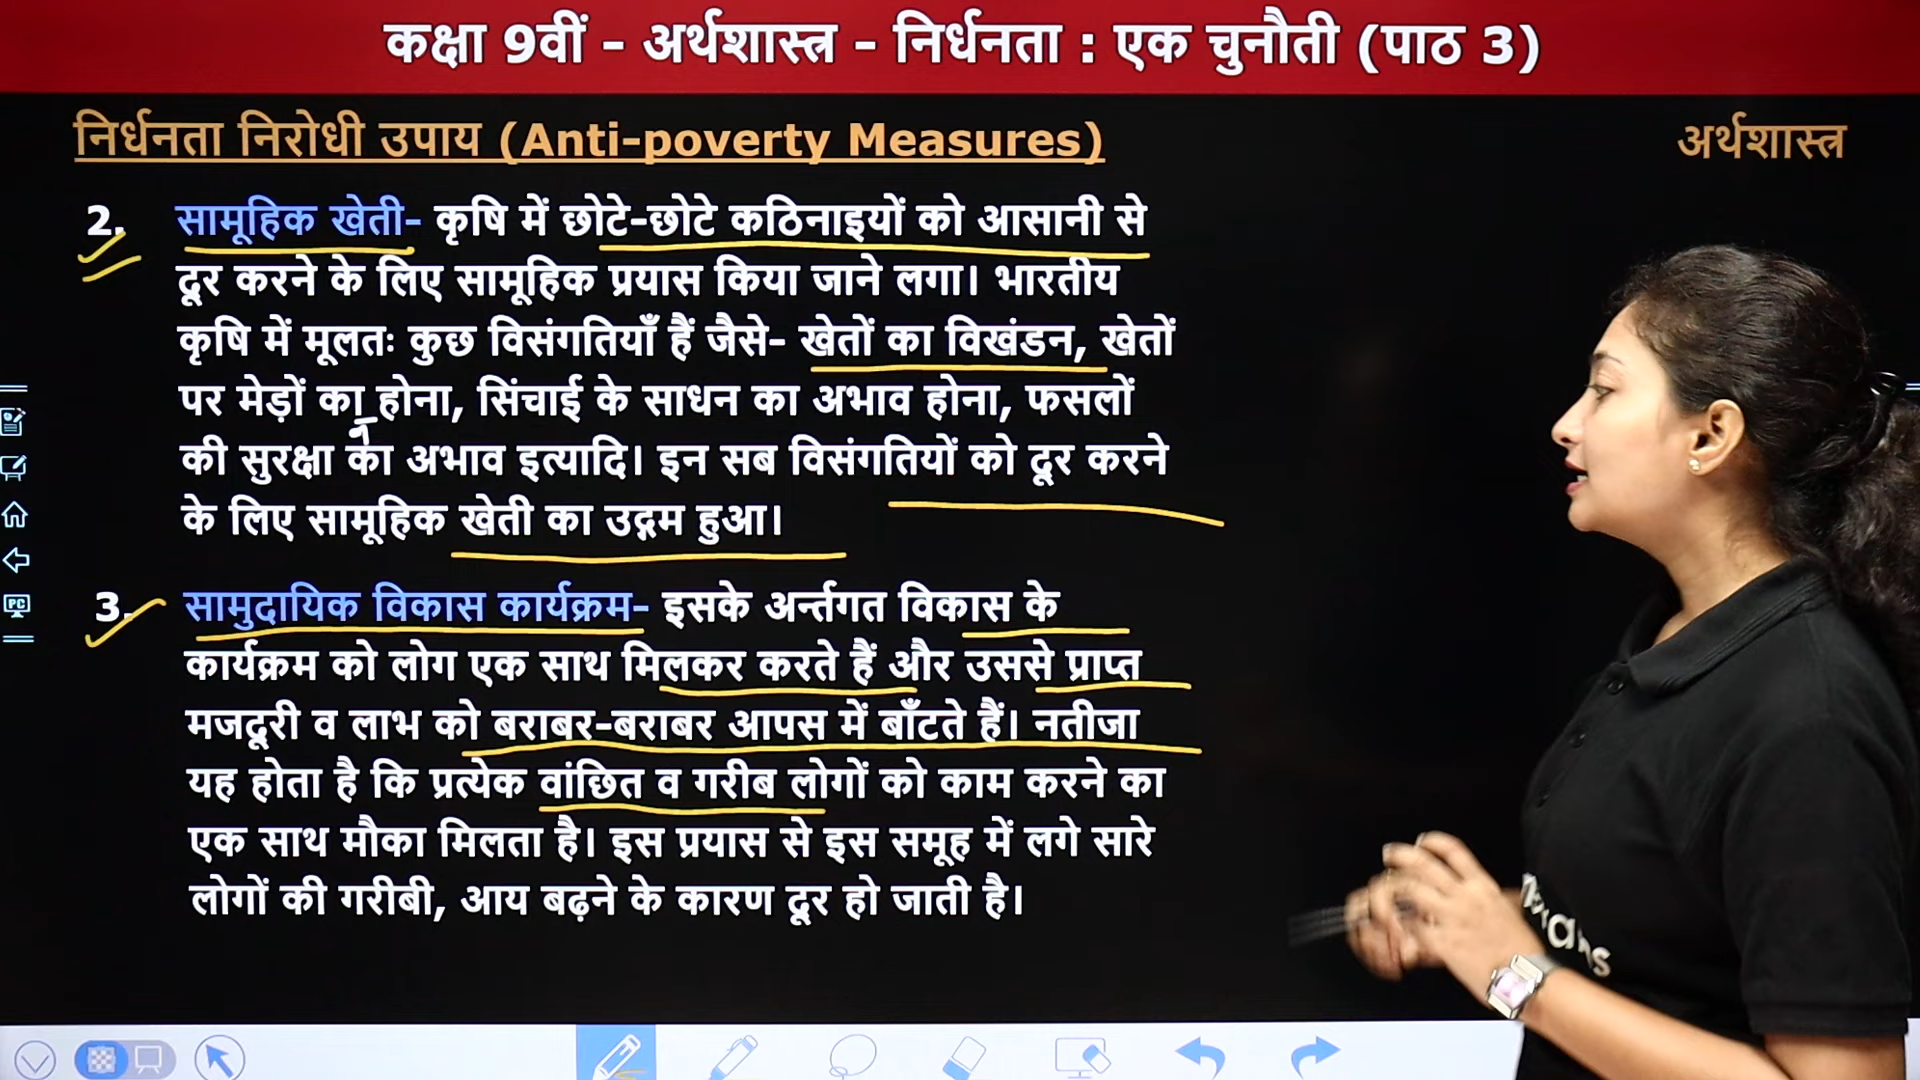 कक्षा 9वीं - अर्थशास्त्र - निर्धनता : एक चुनौती (पाठ 3)
निर्धनता निरोधी उपाय (Anti-poverty Measures)
अर्थशास्त्र
2. सामूहिक खेती- कृषि में छोटे-छोटे कठिनाइयों को आसानी से
दूर करने के लिए सामूहिक प्रयास किया जाने लगा। भारतीय
कृषि में मूलतः कुछ विसंगतियाँ हैं जैसे- खेतों का विखंडन, खेतों
पर मेड़ों का होना, सिंचाई के साधन का अभाव होना, फसलों
की सुरक्षा का अभाव इत्यादि। इन सब विसंगतियों को दूर करने
के लिए सामूहिक खेती का उद्गम हुआ।
3. सामुदायिक विकास कार्यक्रम- इसके अर्न्तगत विकास के
कार्यक्रम को लोग एक साथ मिलकर करते हैं और उससे प्राप्त
मजदूरी व लाभ को बराबर-बराबर आपस में बाँटते हैं। नतीजा
यह होता है कि प्रत्येक वांछित व गरीब लोगों को काम करने का
एक साथ मौका मिलता है। इस प्रयास से इस समूह में लगे सारे
लोगों की गरीबी, आय बढ़ने के कारण दूर हो जाती है।
PC